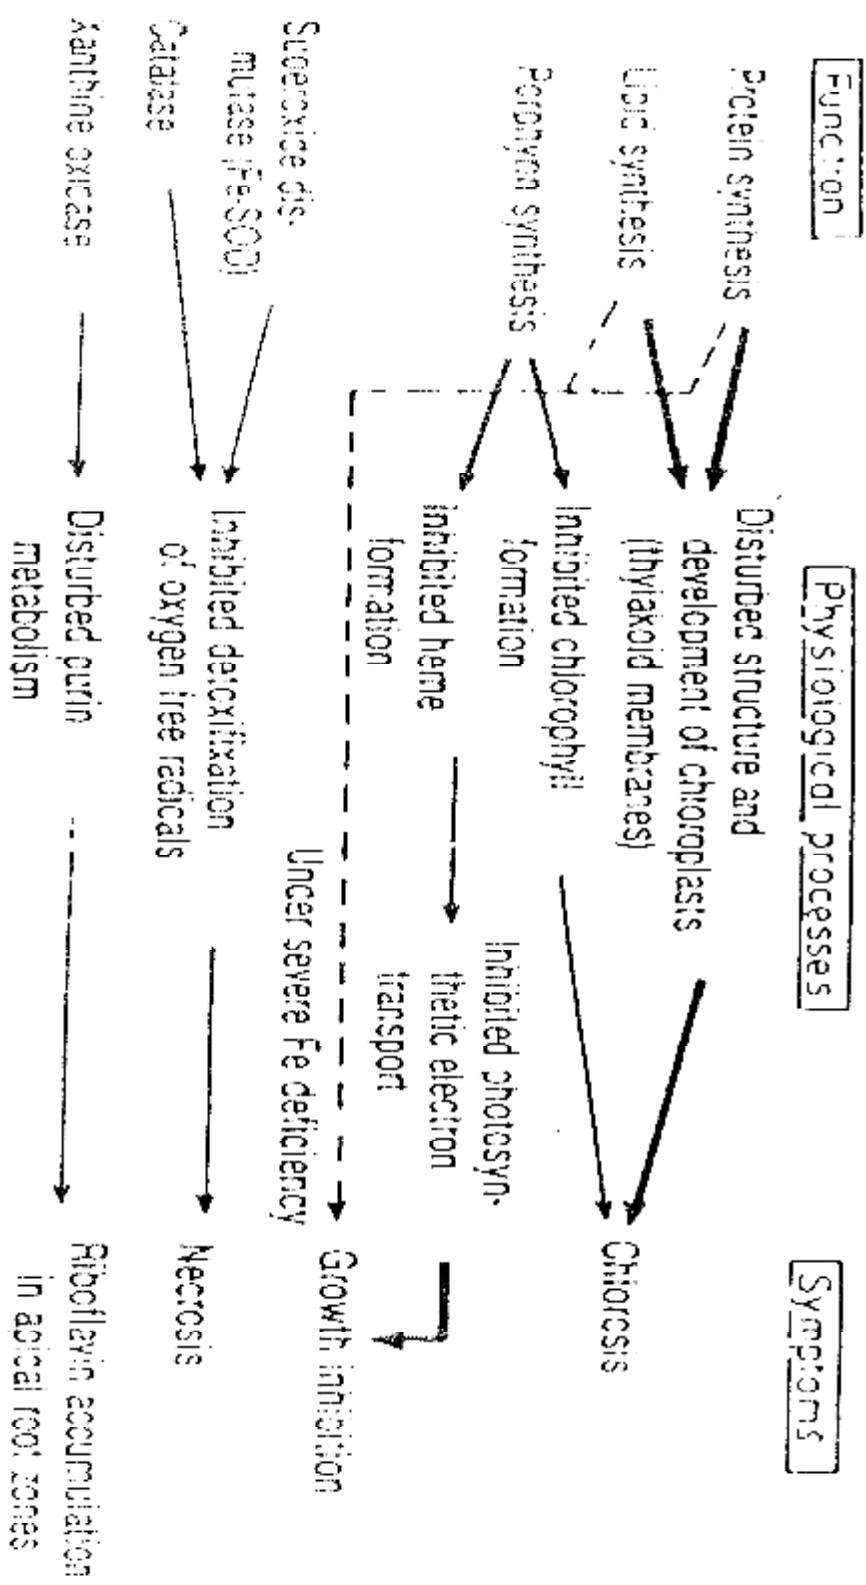 Function
Physiological processes
Symptoms
Protein synthesis
Lipid synthesis
Porphyrin synthesis
Superoxide dis-
mutase (Fe-SOD)
Catalase
Xanthine oxidase
Disturbed structure and
development of chloroplasts
(thylakoid membranes)
Inhibited chlorophyll
formation
Inhibited heme
formation
Inhibited photosyn-
thetic electron
transport
Under severe Fe deficiency
Inhibited detoxifixation
of oxygen free radicals
Disturbed purin
metabolism
Chlorosis
Growth inhibition
Necrosis
Riboflavin accumulation
in apical root zones